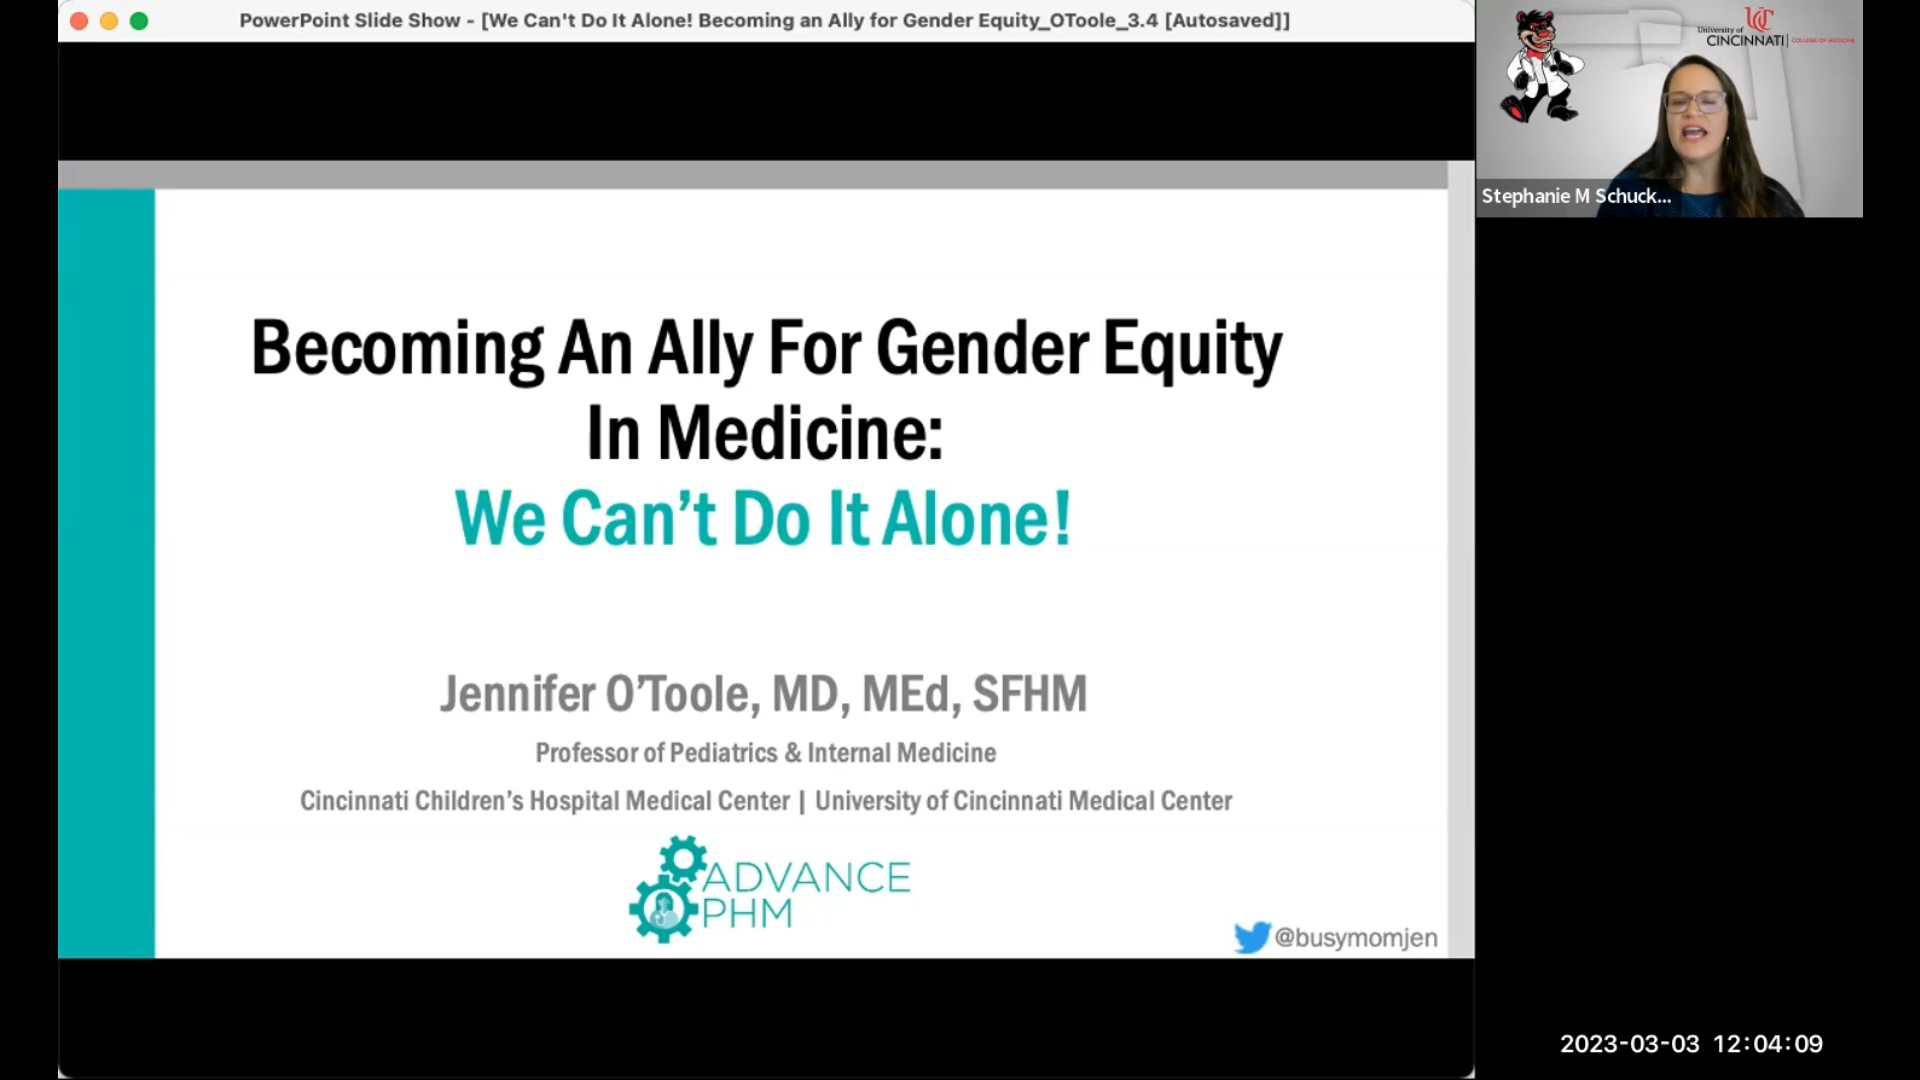 PowerPoint Slide Show - [We Can't Do It Alone! Becoming an Ally for Gender Equity_OToole_3.4 [Autosaved]]
University of
CINCINNATI | COLLEGE OF MEDICINE
Stephanie M Schuck...
Becoming An Ally For Gender Equity
In Medicine:
We Can’t Do It Alone!
Jennifer O’Toole, MD, MEd, SFHM
Professor of Pediatrics & Internal Medicine
Cincinnati Children’s Hospital Medical Center | University of Cincinnati Medical Center
ADVANCE
PHM
@busymomjen
2023-03-03 12:04:09